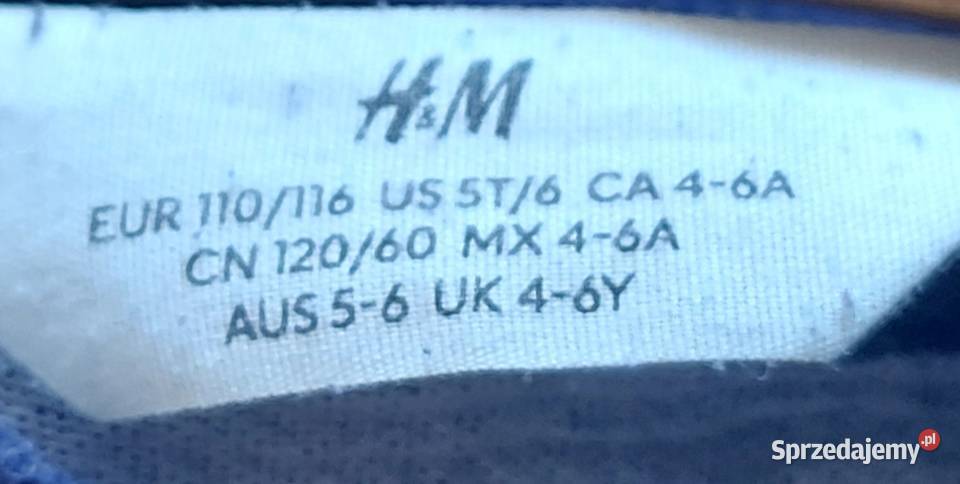 H&M
EUR 110/116 US 5T/6 CA 4-6A
CN 120/60 MX 4-6A
AUS 5-6 UK 4-6Y
Sprzedajemy.pl